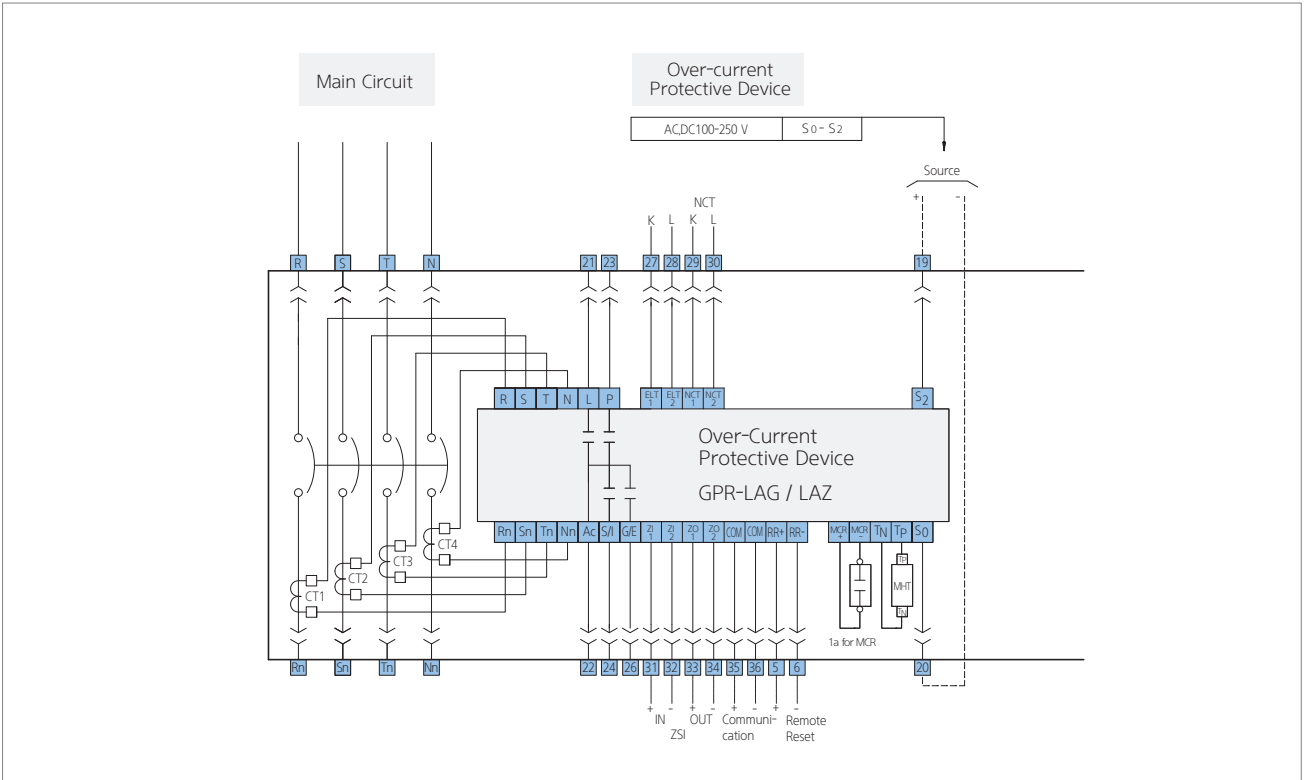 Main Circuit
Over-current
Protective Device
AC,DC100-250 V S0 - S2
Source
+ -
NCT
K L K L
R S T N 21 23 27 28 29 30 19
R S T N L P ELT 1 ELT 2 NCT 1 NCT 2 S2
Over-Current
Protective Device
GPR-LAG / LAZ
Rn Sn Tn Nn Ac S/I G/E ZI 1 ZI 2 ZO 1 ZO 2 COM COM RR+ RR- MCR + MCR - TN TP S0
CT4
CT3
CT2
CT1
TP
MHT
TN
1a for MCR
Rn Sn Tn Nn 22 24 26 31 32 33 34 35 36 5 6 20
+ - + - + - + -
IN OUT Communi- Remote
ZSI cation Reset